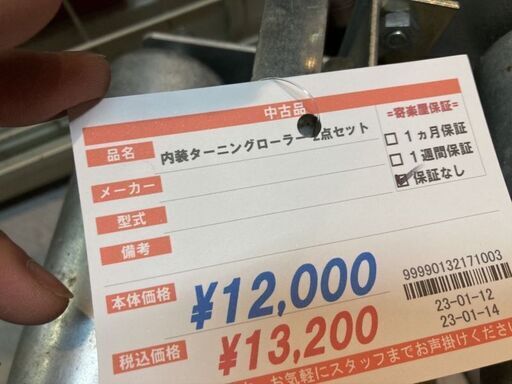 中古品
品名 内装ターニングローラー 2点セット
メーカー
型式
備考
=寄楽屋保証=
□ 1ヵ月保証
□ 1週間保証
☑ 保証なし
本体価格 ¥12,000
税込価格 ¥13,200
99990132171003
23-01-12
23-01-14
お気軽にスタッフまでお声掛けくださ